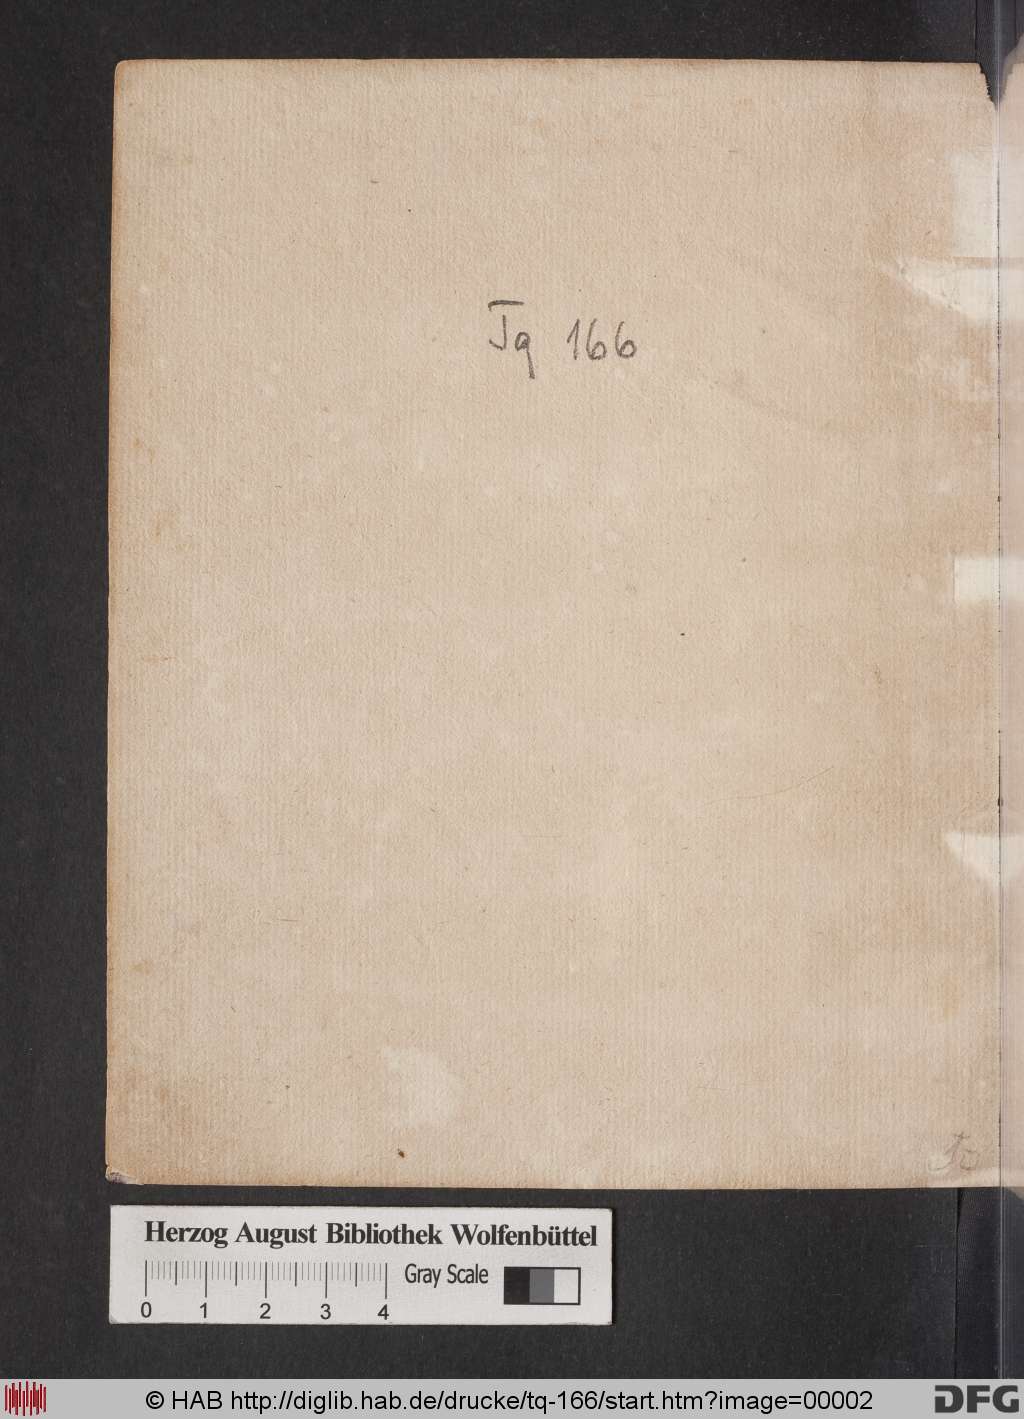 Tq 166
Herzog August Bibliothek Wolfenbüttel
Gray Scale
0 1 2 3 4
© HAB http://diglib.hab.de/drucke/tq-166/start.htm?image=00002
DFG